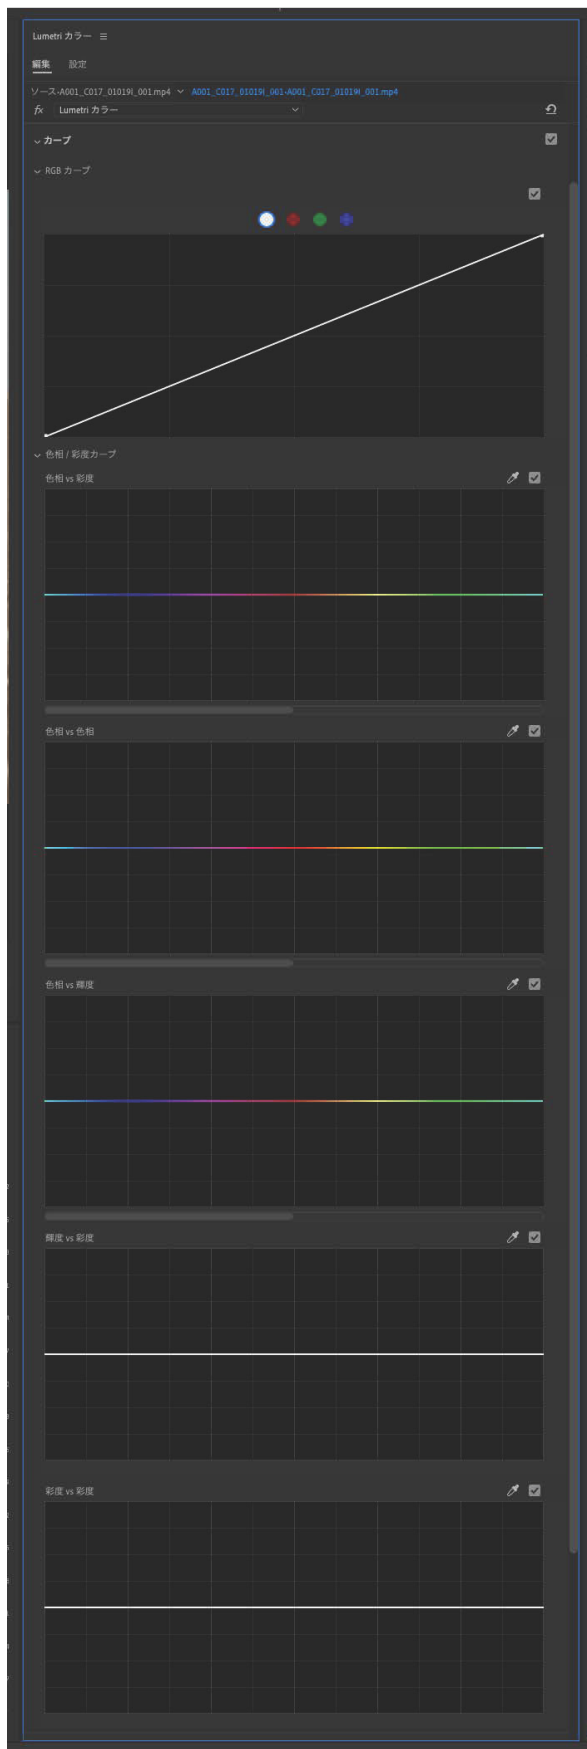 Lumetri カラー
編集 設定
ソース·A001_C017_01019I_001.mp4 A001_C017_01019I_001·A001_C017_01019I_001.mp4
fx Lumetri カラー
カーブ
RGB カーブ
色相 / 彩度カーブ
色相 vs 彩度
色相 vs 色相
色相 vs 輝度
輝度 vs 彩度
彩度 vs 彩度